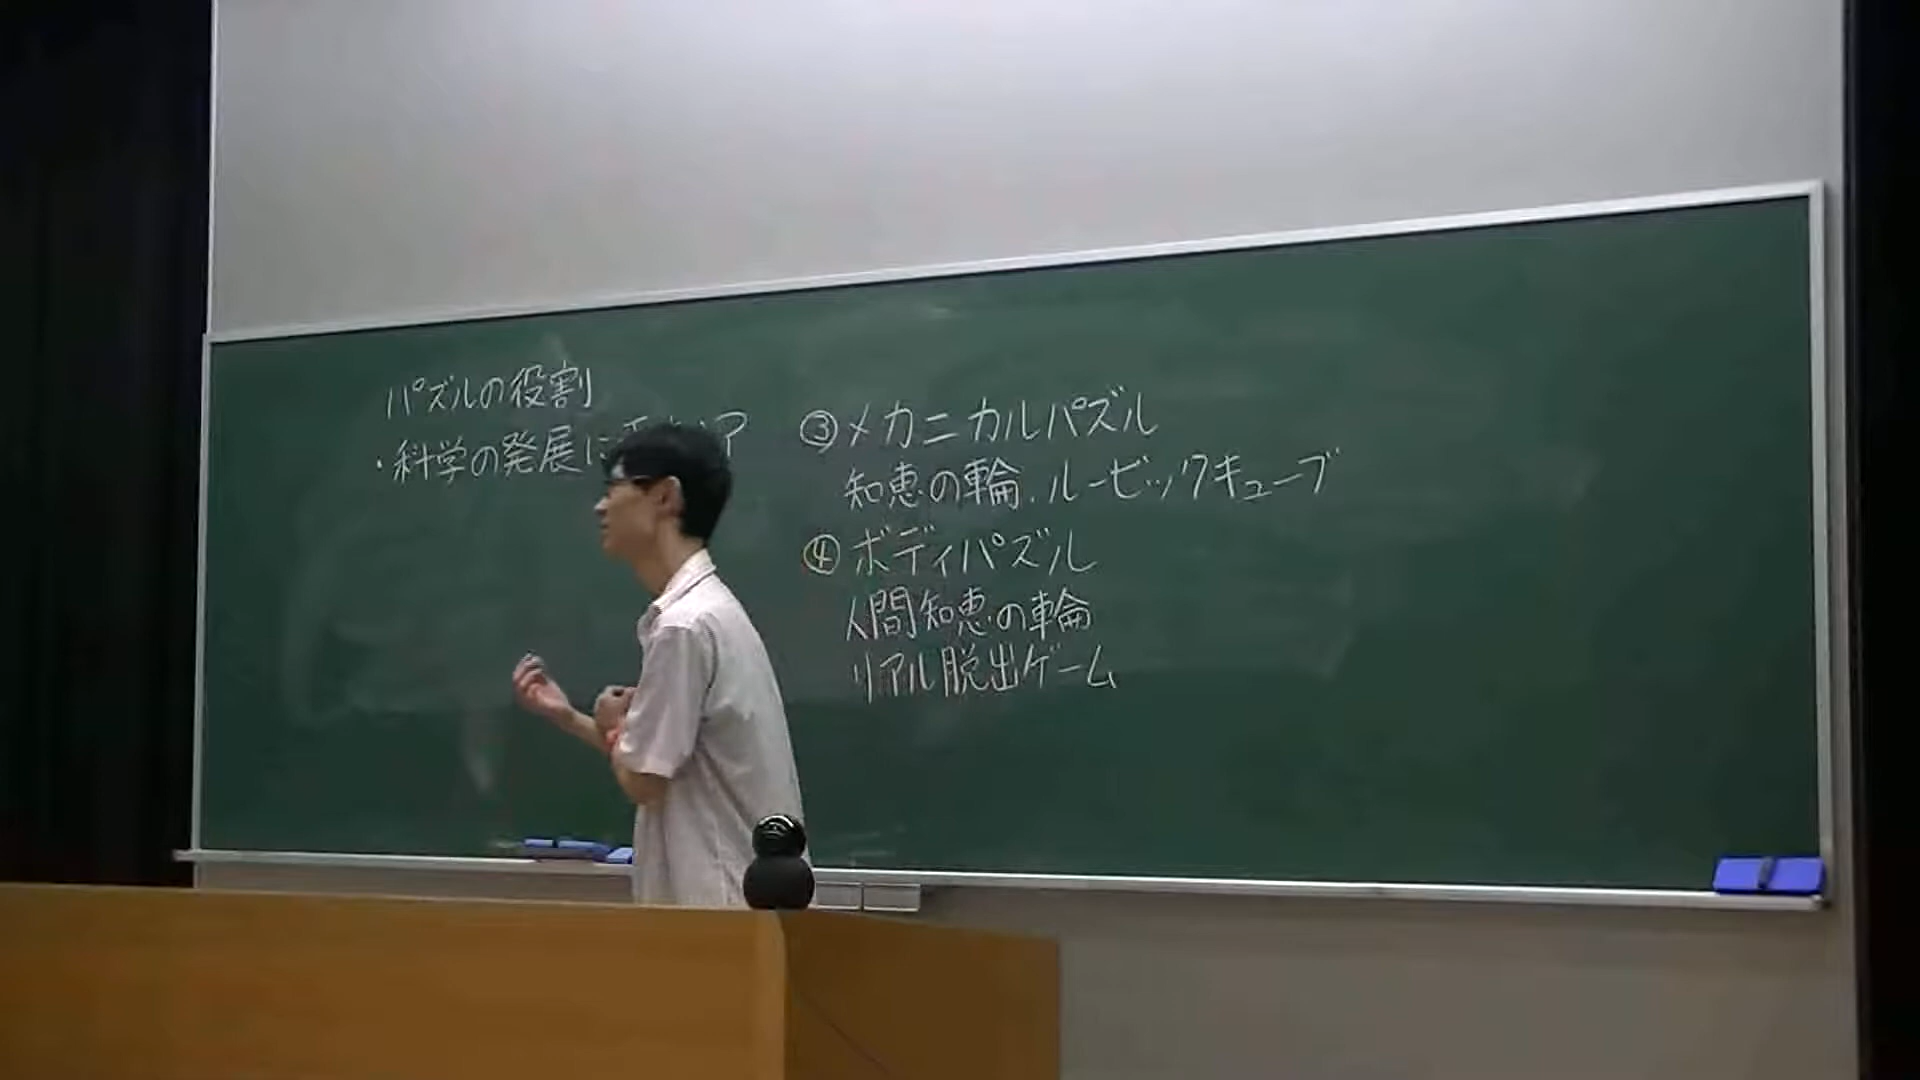 パズルの役割
・科学の発展に
③メカニカルパズル
知恵の輪、ルービックキューブ
④ボディパズル
人間知恵の輪
リアル脱出ゲーム